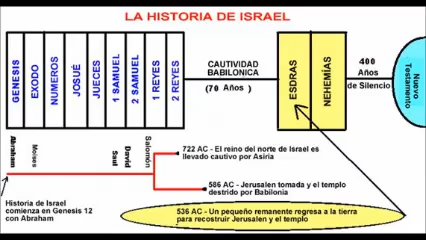 LA HISTORIA DE ISRAEL
GENESIS
EXODO
NUMEROS
JOSUÉ
JUECES
1 SAMUEL
2 SAMUEL
1 REYES
2 REYES
CAUTIVIDAD
BABILONICA
(70 Años)
ESDRAS
NEHEMÍAS
400
Años
de Silencio
Nuevo
Testamento
Abraham
Moises
Saul
David
Salomón
722 AC - El reino del norte de Israel es
llevado cautivo por Asiria
586 AC - Jerusalen tomada y el templo
destrido por Babilonia
Historia de Israel
comienza en Genesis 12
con Abraham
536 AC - Un pequeño remanente regresa a la tierra
para recostruir Jerusalen y el templo